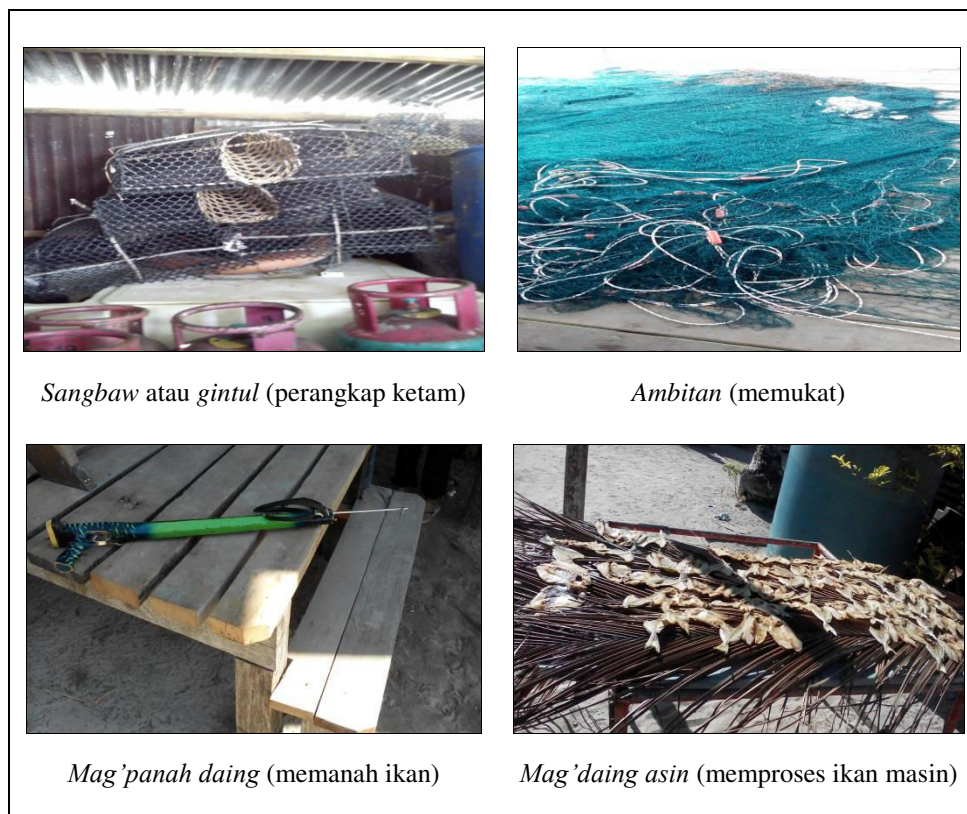 Sangbaw atau gintul (perangkap ketam)
Ambitan (memukat)
Mag’panah daing (memanah ikan)
Mag’daing asin (memproses ikan masin)